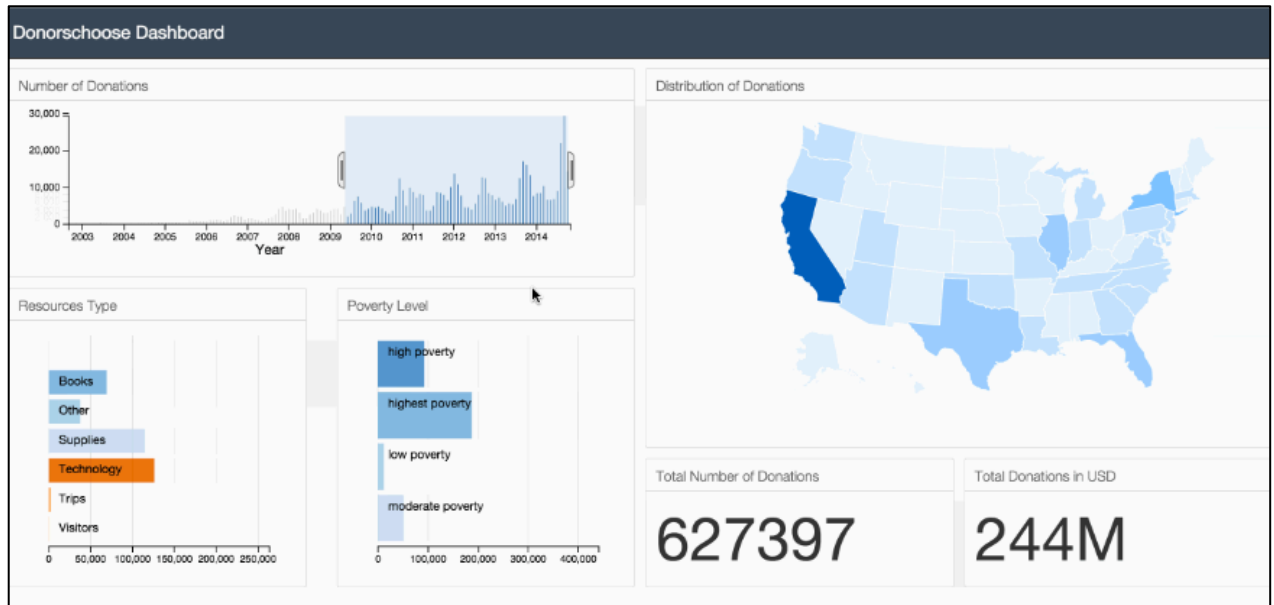 Donorschoose Dashboard
Number of Donations
30,000
20,000
10,000
0
2003 2004 2005 2006 2007 2008 2009 2010 2011 2012 2013 2014
Year
Distribution of Donations
Resources Type
Books
Other
Supplies
Technology
Trips
Visitors
0 50,000 100,000 150,000 200,000 250,000
Poverty Level
high poverty
highest poverty
low poverty
moderate poverty
0 100,000 200,000 300,000 400,000
Total Number of Donations
627397
Total Donations in USD
244M